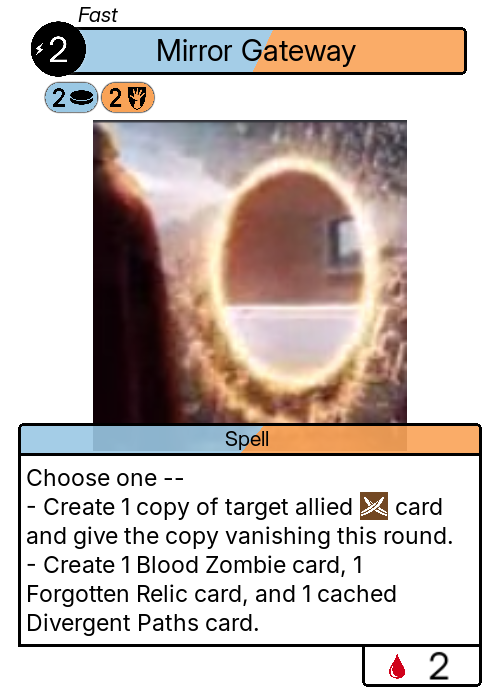 Fast
2 Mirror Gateway
2 2
Spell
Choose one --
- Create 1 copy of target allied card
and give the copy vanishing this round.
- Create 1 Blood Zombie card, 1
Forgotten Relic card, and 1 cached
Divergent Paths card.
2